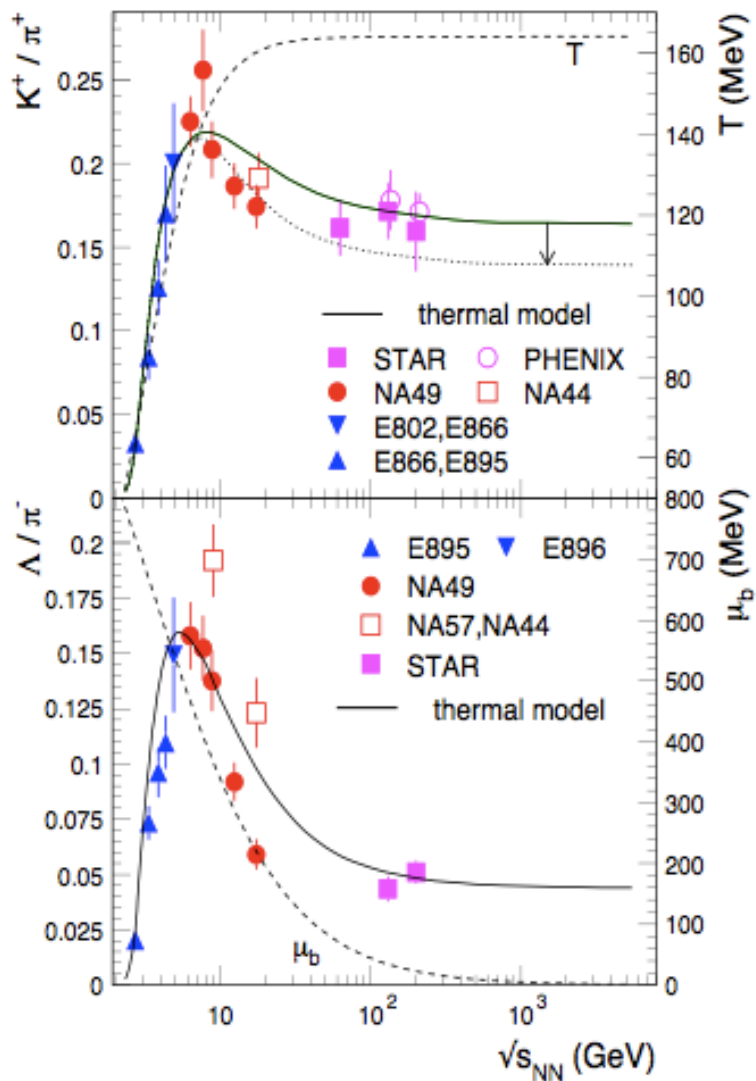 K⁺ / π⁺
0.25
0.2
0.15
0.1
0.05
0
T (MeV)
160
140
120
100
80
60
T
thermal model
STAR
PHENIX
NA49
NA44
E802,E866
E866,E895
Λ / π⁻
0.2
0.175
0.15
0.125
0.1
0.075
0.05
0.025
0
μb (MeV)
800
700
600
500
400
300
200
100
0
E895
E896
NA49
NA57,NA44
STAR
thermal model
μb
10
10²
10³
√sNN (GeV)